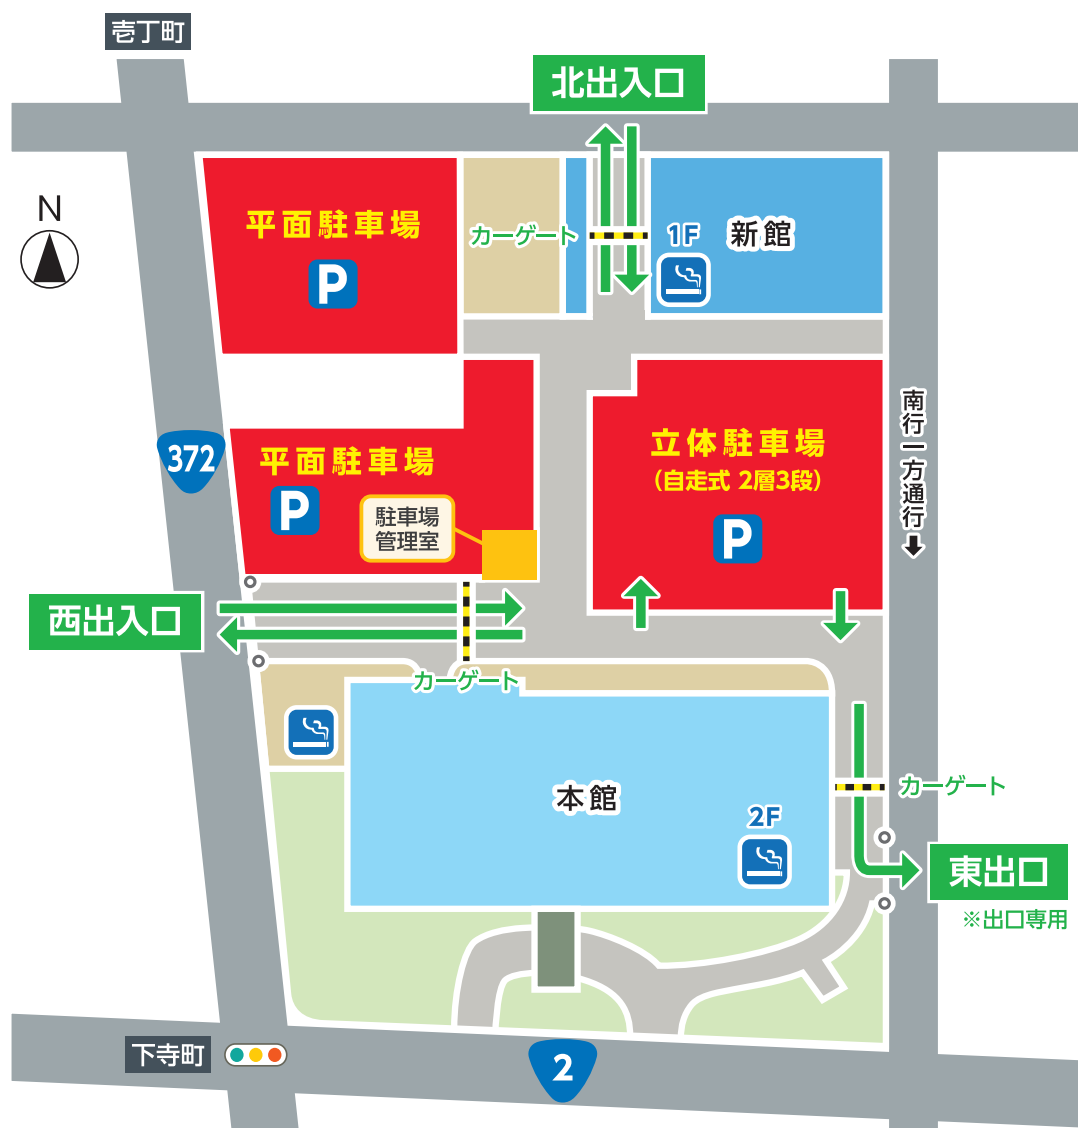 壱丁町
北出入口
N
平面駐車場
P
カーゲート
1F
新館
372
平面駐車場
P
駐車場
管理室
立体駐車場
(自走式 2層3段)
P
南行一方通行
西出入口
カーゲート
本館
2F
カーゲート
東出口
※出口専用
下寺町
2